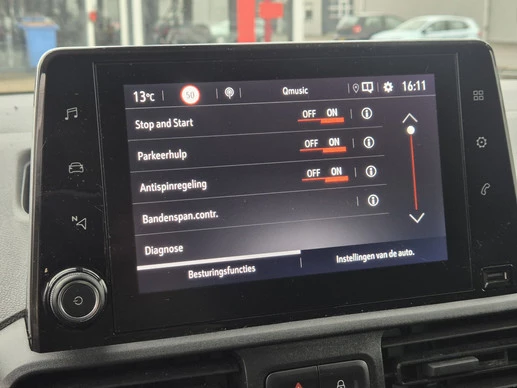 13°C 50 Qmusic 16:11
Stop and Start OFF ON
Parkeerhulp OFF ON
Antispinregeling OFF ON
Bandenspan.contr.
Diagnose
Besturingsfuncties Instellingen van de auto.
N